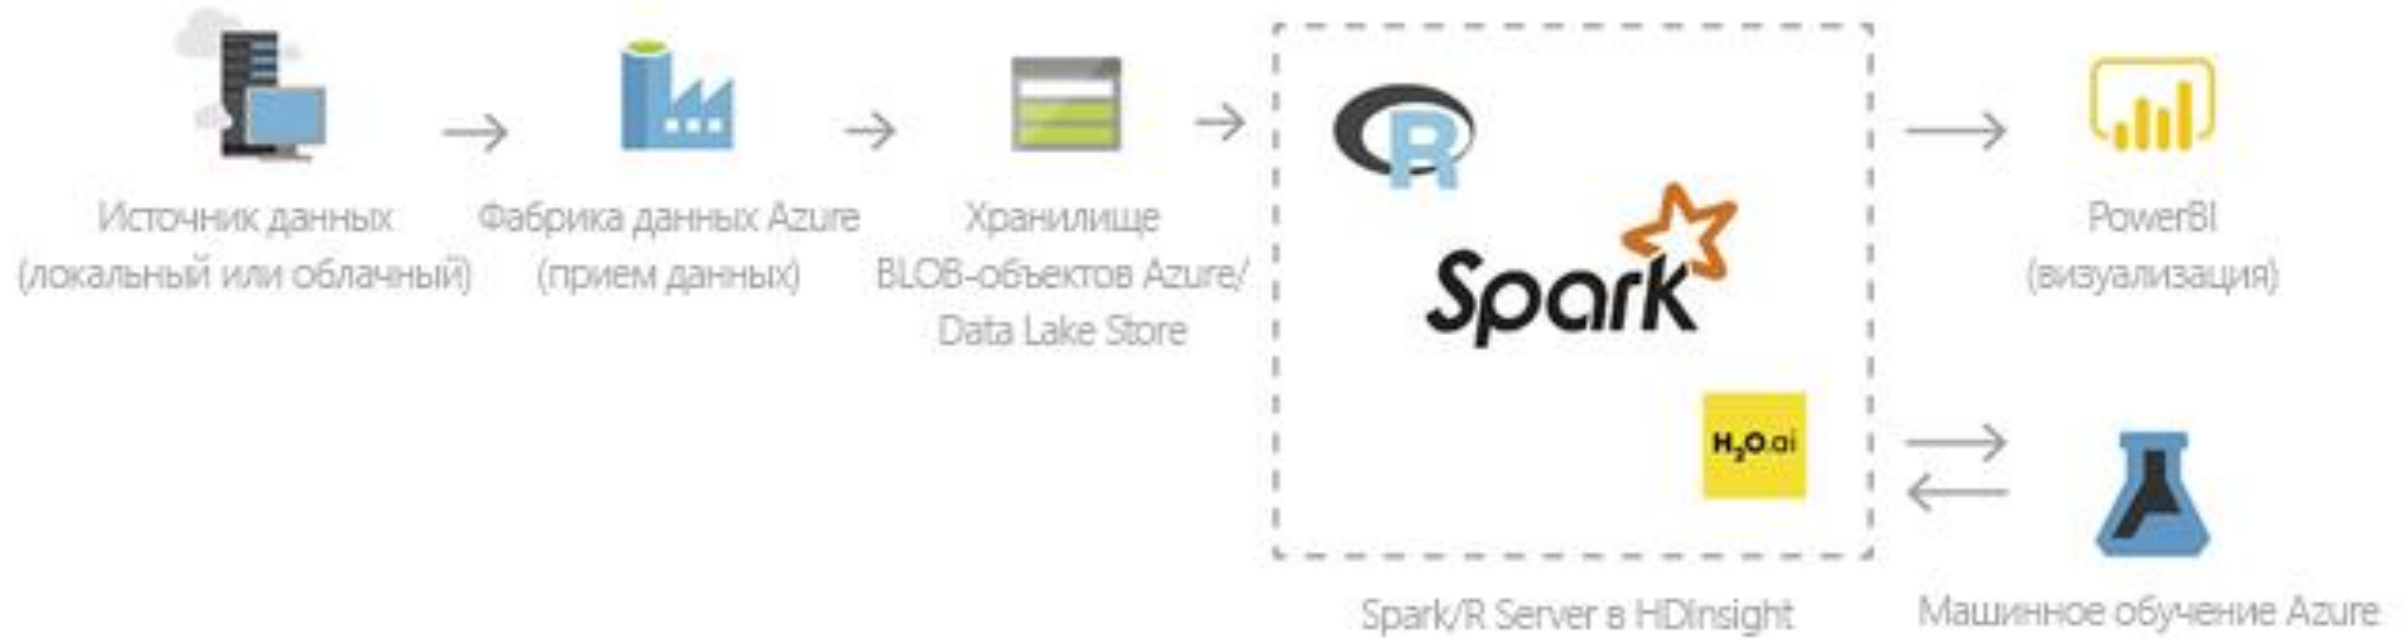 Источник данных
(локальный или облачный)
Фабрика данных Azure
(прием данных)
Хранилище
BLOB-объектов Azure/
Data Lake Store
R
Spark
H₂O.ai
Spark/R Server в HDInsight
PowerBI
(визуализация)
Машинное обучение Azure